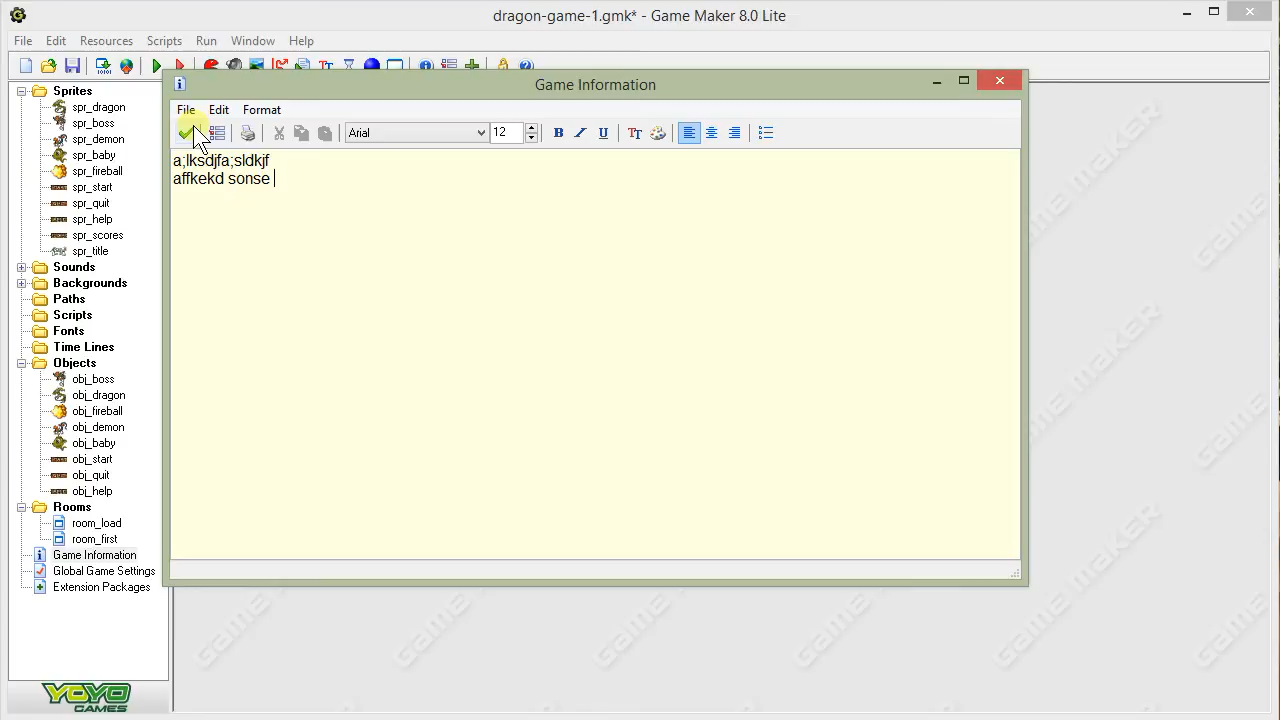 dragon-game-1.gmk* - Game Maker 8.0 Lite
File Edit Resources Scripts Run Window Help
Game Information
File Edit Format
Arial 12 B I U
a;lksdjfa;sldkjf
affkekd sonse
Sprites
spr_dragon
spr_boss
spr_demon
spr_baby
spr_fireball
spr_start
spr_quit
spr_help
spr_scores
spr_title
Sounds
Backgrounds
Paths
Scripts
Fonts
Time Lines
Objects
obj_boss
obj_dragon
obj_fireball
obj_demon
obj_baby
obj_start
obj_quit
obj_help
Rooms
room_load
room_first
Game Information
Global Game Settings
Extension Packages
YOYO
GAMES
GAME MAKER